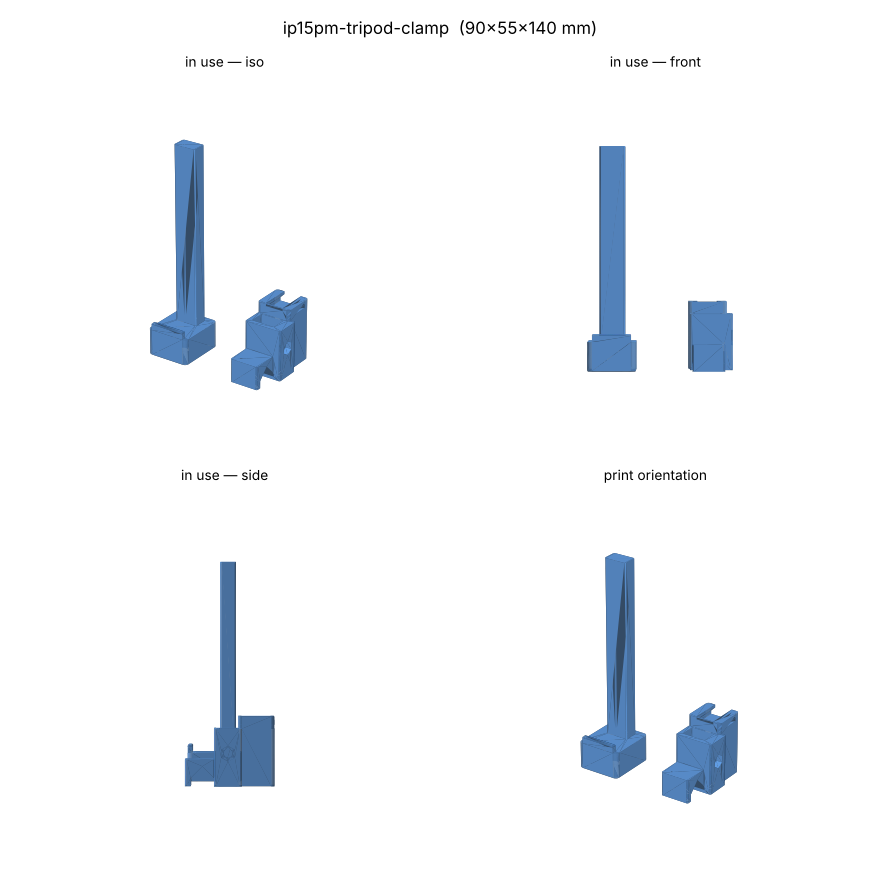 ip15pm-tripod-clamp (90×55×140 mm)
in use — iso
in use — front
in use — side
print orientation